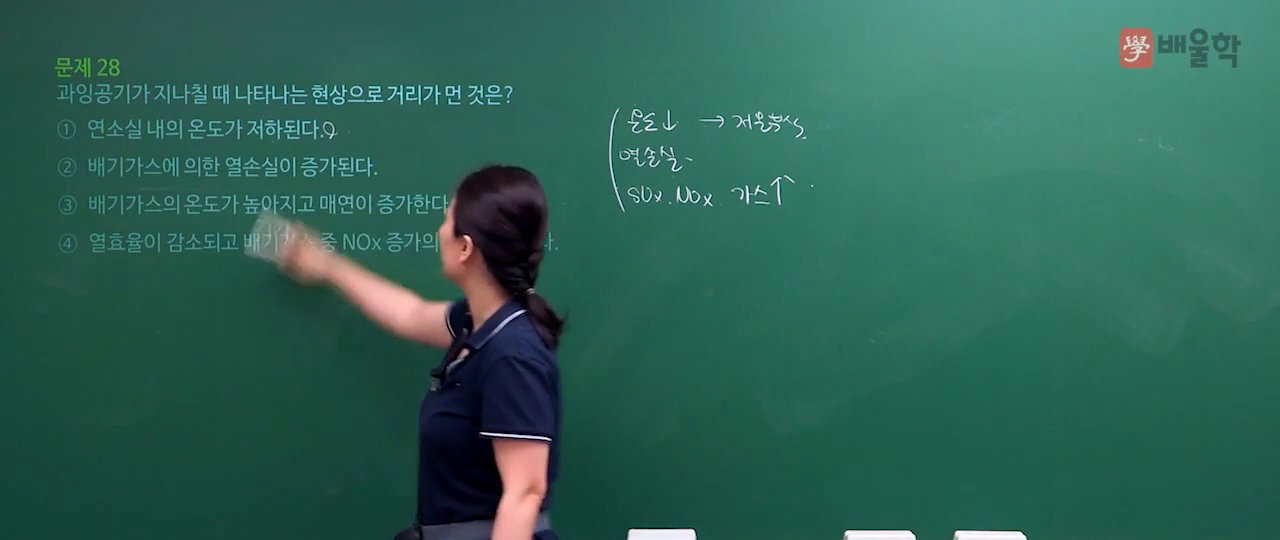 學 배울학
문제 28
과잉공기가 지나칠 때 나타나는 현상으로 거리가 먼 것은?
① 연소실 내의 온도가 저하된다.
② 배기가스에 의한 열손실이 증가된다.
③ 배기가스의 온도가 높아지고 매연이 증가한다
④ 열효율이 감소되고 배기가스 중 NOx 증가의 다.
온도↓ → 저온부식.
열손실.
SOx. NOx. 가스↑